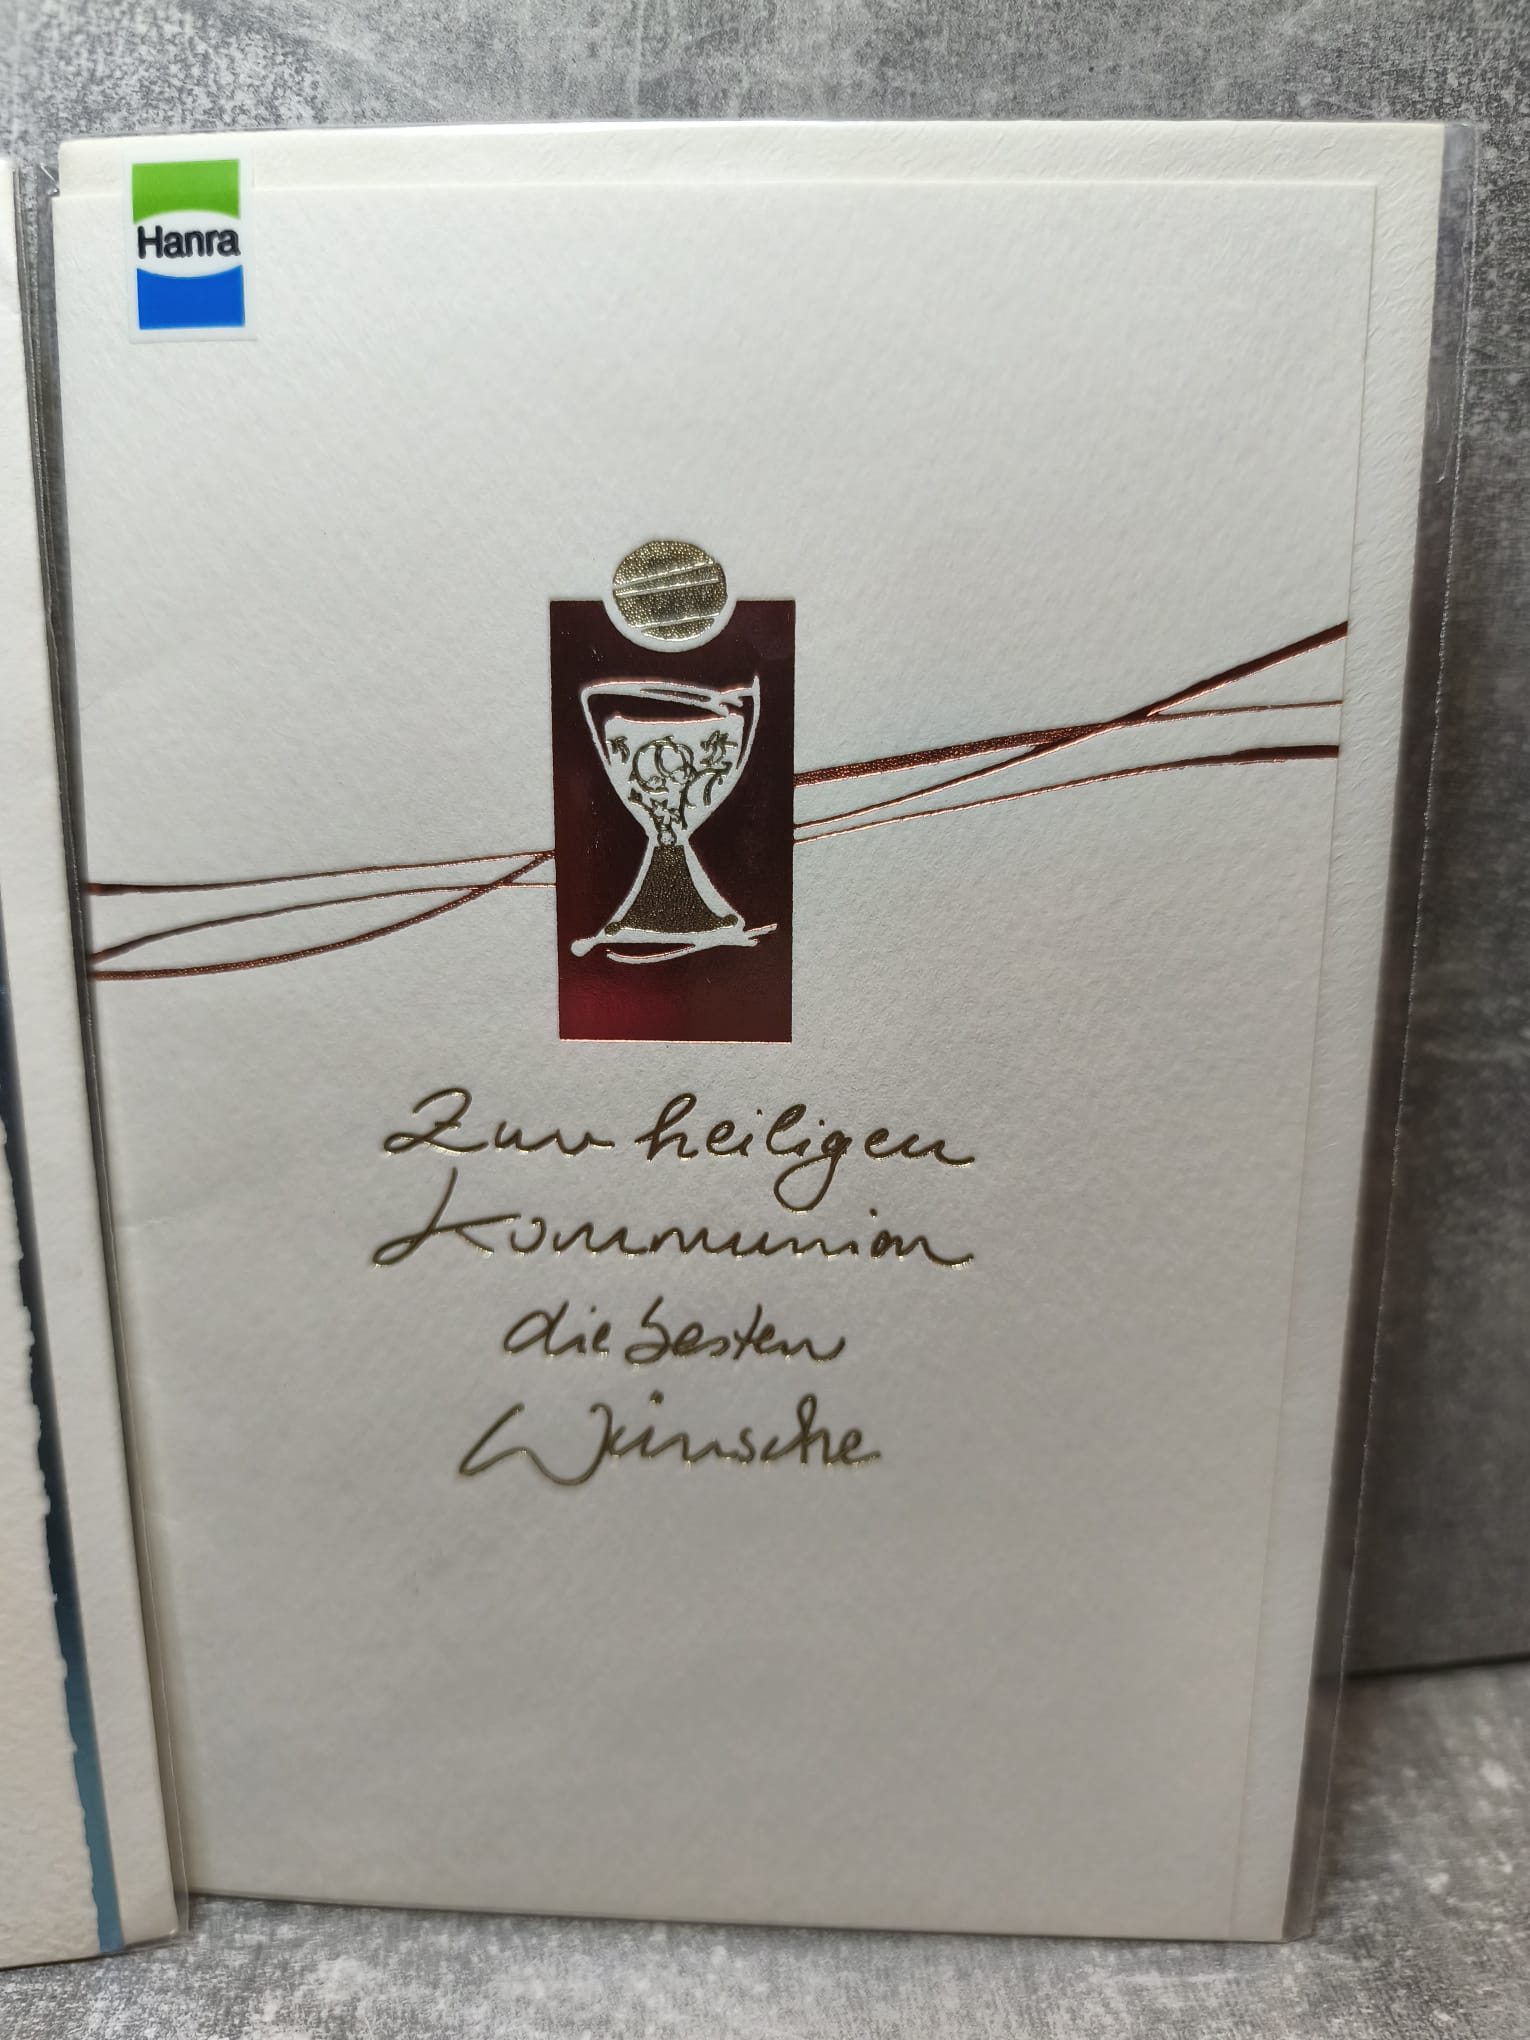 Hanra
Zur heiligen
Kommunion
die besten
Wünsche